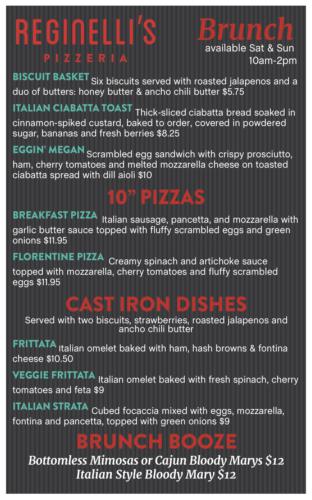 REGINELLI'S
PIZZERIA
Brunch
available Sat & Sun
10am-2pm
BISCUIT BASKET Six biscuits served with roasted jalapenos and a
duo of butters: honey butter & ancho chili butter $5.75
ITALIAN CIABATTA TOAST Thick-sliced ciabatta bread soaked in
cinnamon-spiked custard, baked to order, covered in powdered
sugar, bananas and fresh berries $8.25
EGGIN' MEGAN Scrambled egg sandwich with crispy prosciutto,
ham, cherry tomatoes and melted mozzarella cheese on toasted
ciabatta spread with dill aioli $10
10" PIZZAS
BREAKFAST PIZZA Italian sausage, pancetta, and mozzarella with
garlic butter sauce topped with fluffy scrambled eggs and green
onions $11.95
FLORENTINE PIZZA Creamy spinach and artichoke sauce
topped with mozzarella, cherry tomatoes and fluffy scrambled
eggs $11.95
CAST IRON DISHES
Served with two biscuits, strawberries, roasted jalapenos and
ancho chili butter
FRITTATA Italian omelet baked with ham, hash browns & fontina
cheese $10.50
VEGGIE FRITTATA Italian omelet baked with fresh spinach, cherry
tomatoes and feta $9
ITALIAN STRATA Cubed focaccia mixed with eggs, mozzarella,
fontina and pancetta, topped with green onions $9
BRUNCH BOOZE
Bottomless Mimosas or Cajun Bloody Marys $12
Italian Style Bloody Mary $12